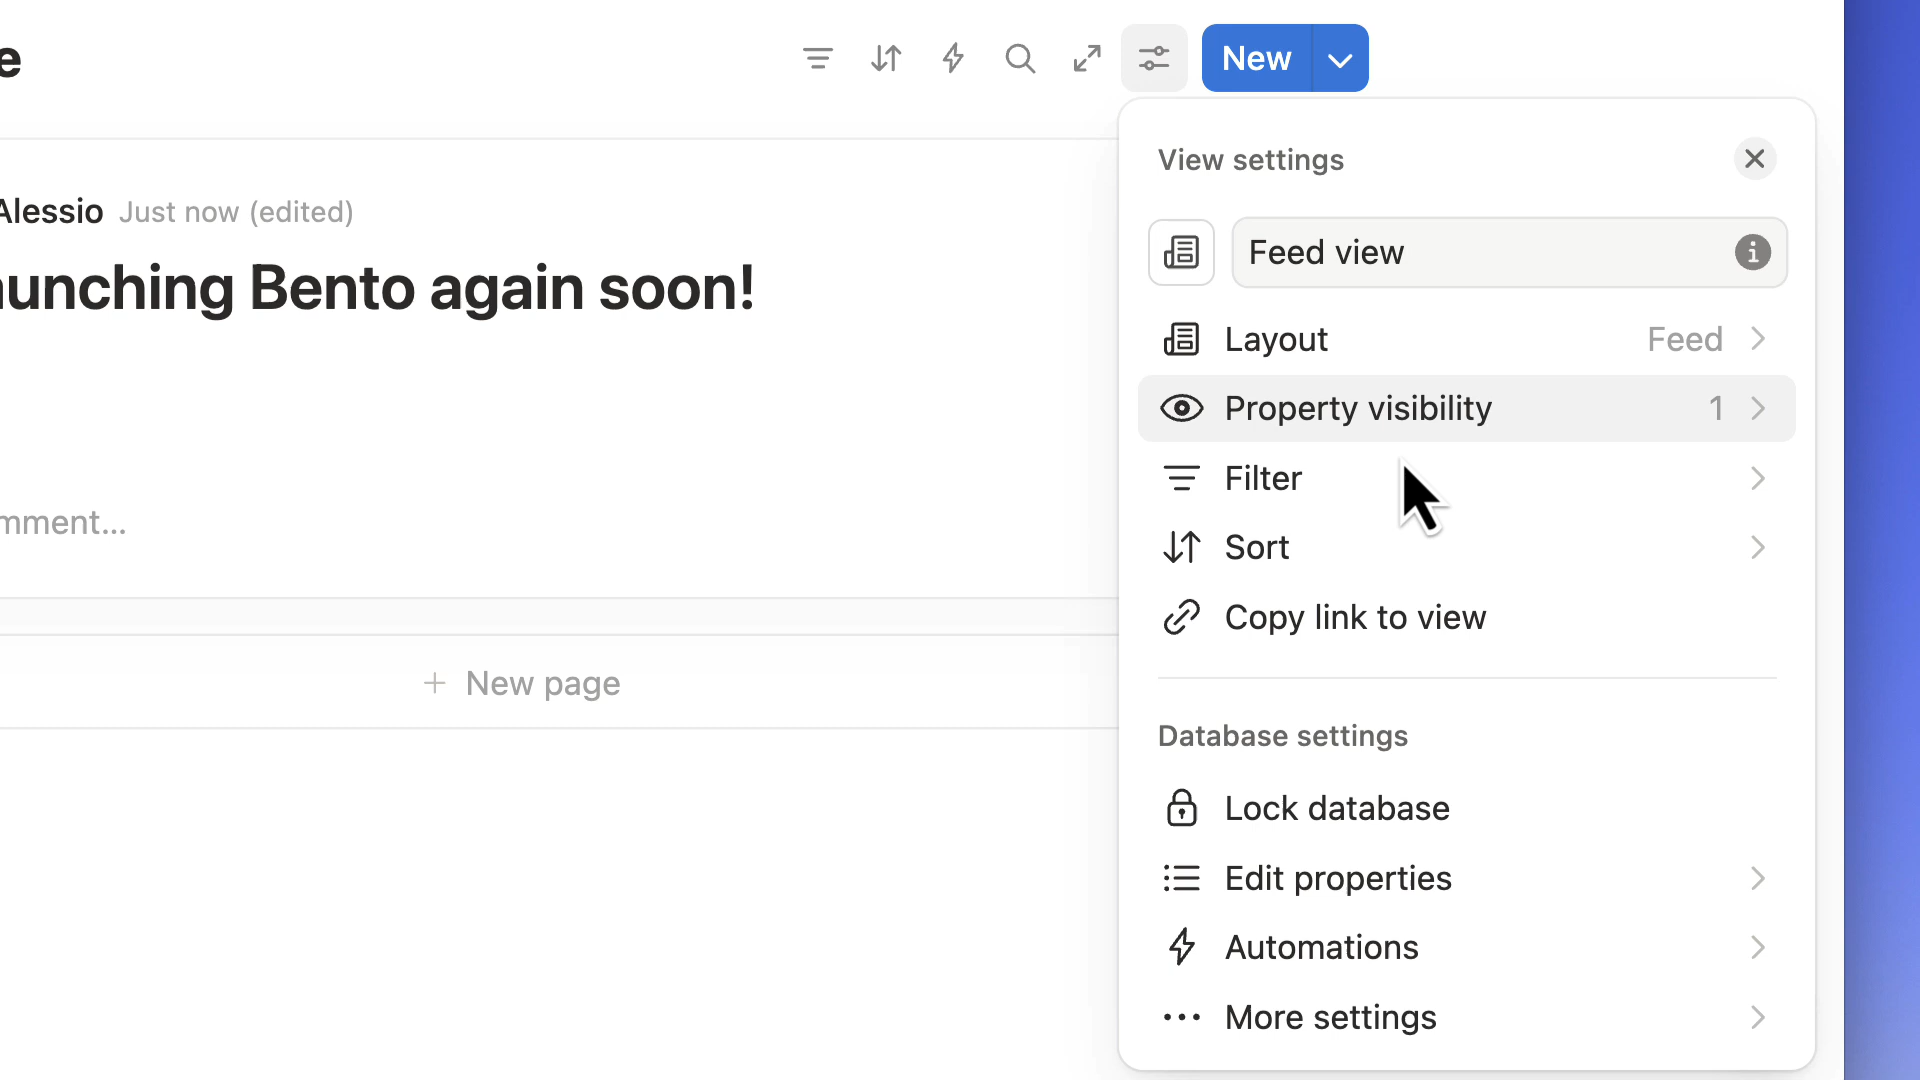 e
New
View settings
Alessio Just now (edited)
Feed view
unching Bento again soon!
Layout Feed
Property visibility 1
Filter
mment...
Sort
Copy link to view
+ New page
Database settings
Lock database
Edit properties
Automations
More settings